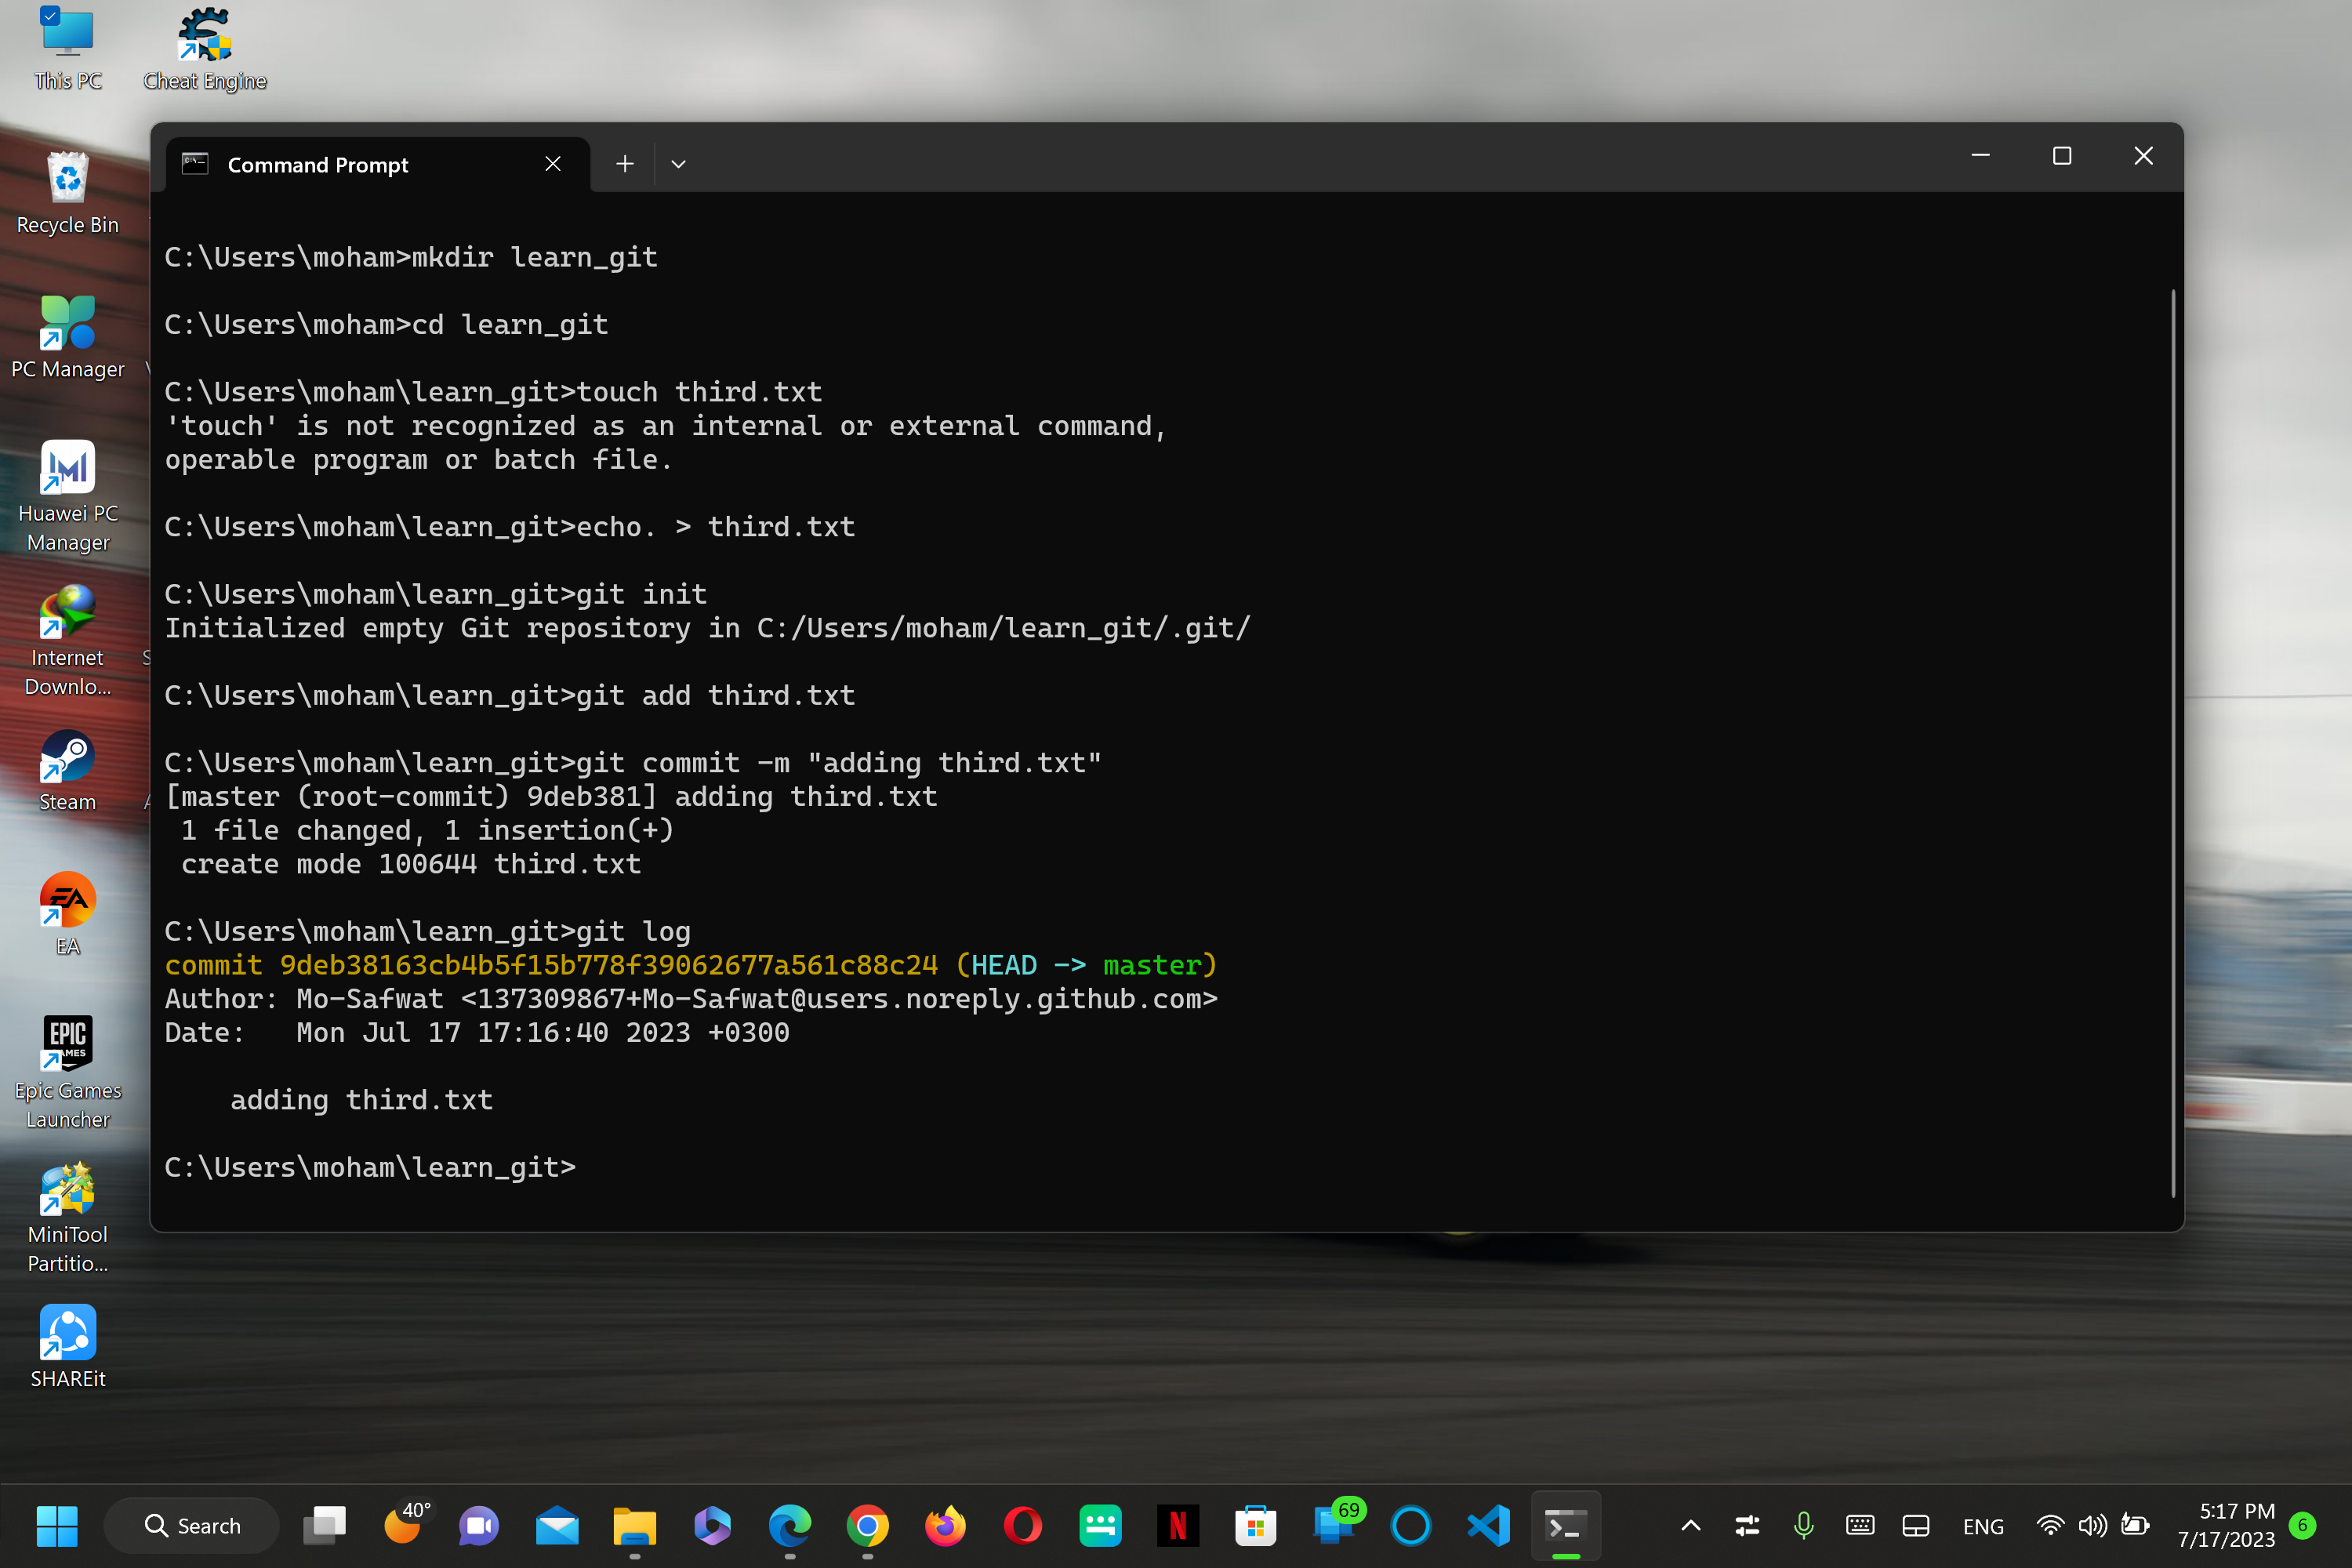 This PC
Cheat Engine
Recycle Bin
PC Manager
Huawei PC
Manager
Internet
Downlo...
Steam
EA
EPIC
Epic Games
Launcher
MiniTool
Partitio...
SHAREit
Command Prompt
C:\Users\moham>mkdir learn_git
C:\Users\moham>cd learn_git
C:\Users\moham\learn_git>touch third.txt
'touch' is not recognized as an internal or external command,
operable program or batch file.
C:\Users\moham\learn_git>echo. > third.txt
C:\Users\moham\learn_git>git init
Initialized empty Git repository in C:/Users/moham/learn_git/.git/
C:\Users\moham\learn_git>git add third.txt
C:\Users\moham\learn_git>git commit -m "adding third.txt"
[master (root-commit) 9deb381] adding third.txt
 1 file changed, 1 insertion(+)
 create mode 100644 third.txt
C:\Users\moham\learn_git>git log
commit 9deb38163cb4b5f15b778f39062677a561c88c24 (HEAD -> master)
Author: Mo-Safwat <137309867+Mo-Safwat@users.noreply.github.com>
Date:   Mon Jul 17 17:16:40 2023 +0300
    adding third.txt
C:\Users\moham\learn_git>
Search
40°
69
ENG
5:17 PM
7/17/2023
6